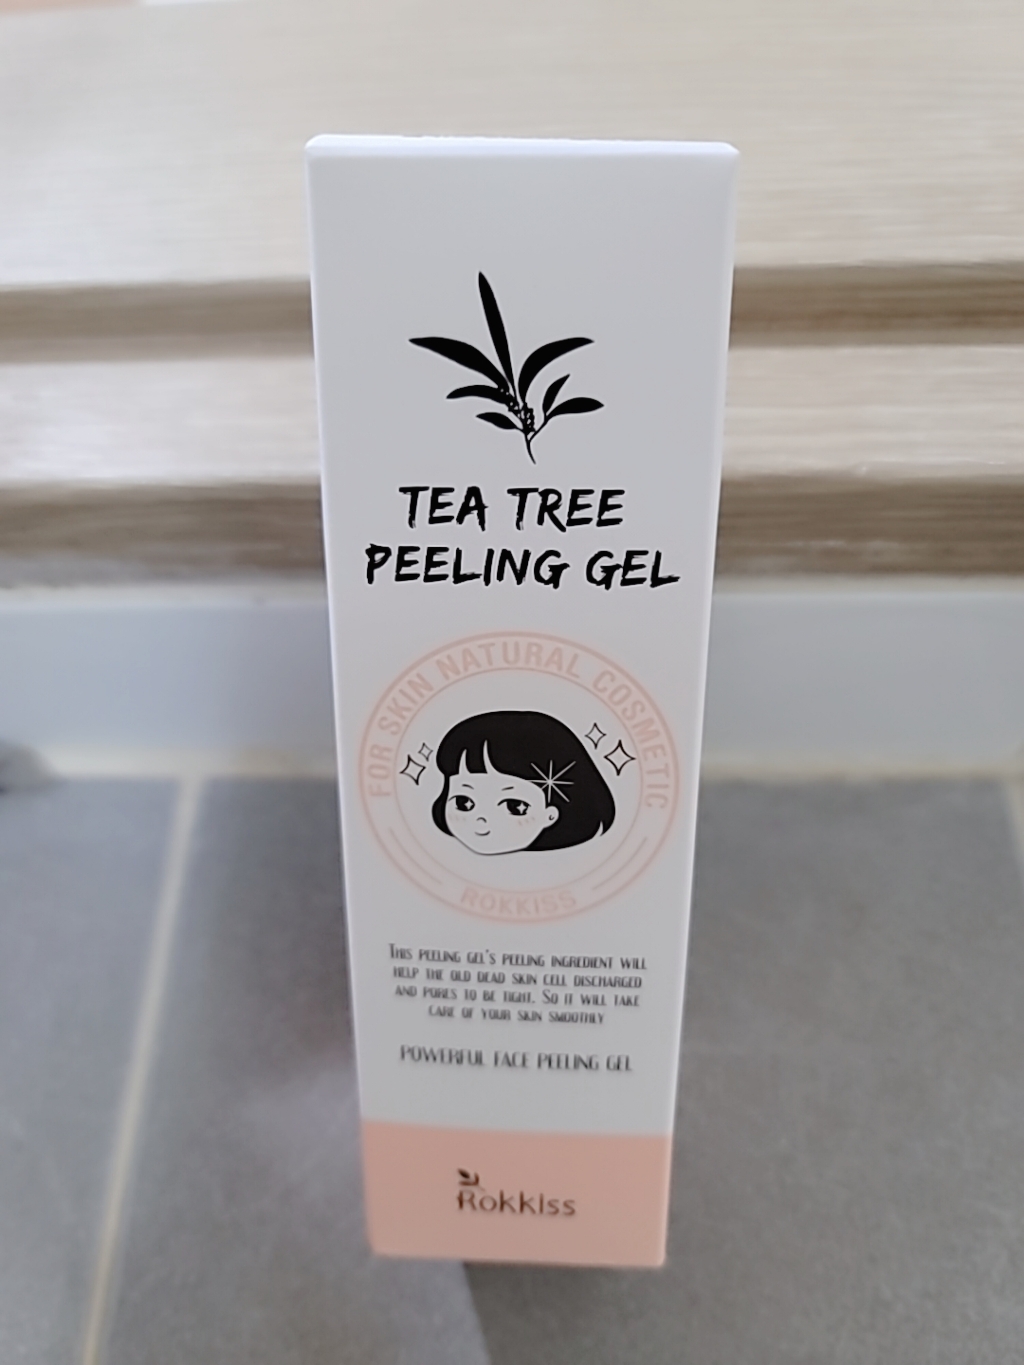 TEA TREE
PEELING GEL
FOR SKIN NATURAL COSMETIC
ROKKISS
THIS PEELING GEL'S PEELING INGREDIENT WILL
HELP THE OLD DEAD SKIN CELL DISCHARGED
AND PORES TO BE TIGHT. SO IT WILL TAKE
CARE OF YOUR SKIN SMOOTHLY
POWERFUL FACE PEELING GEL
Rokkiss